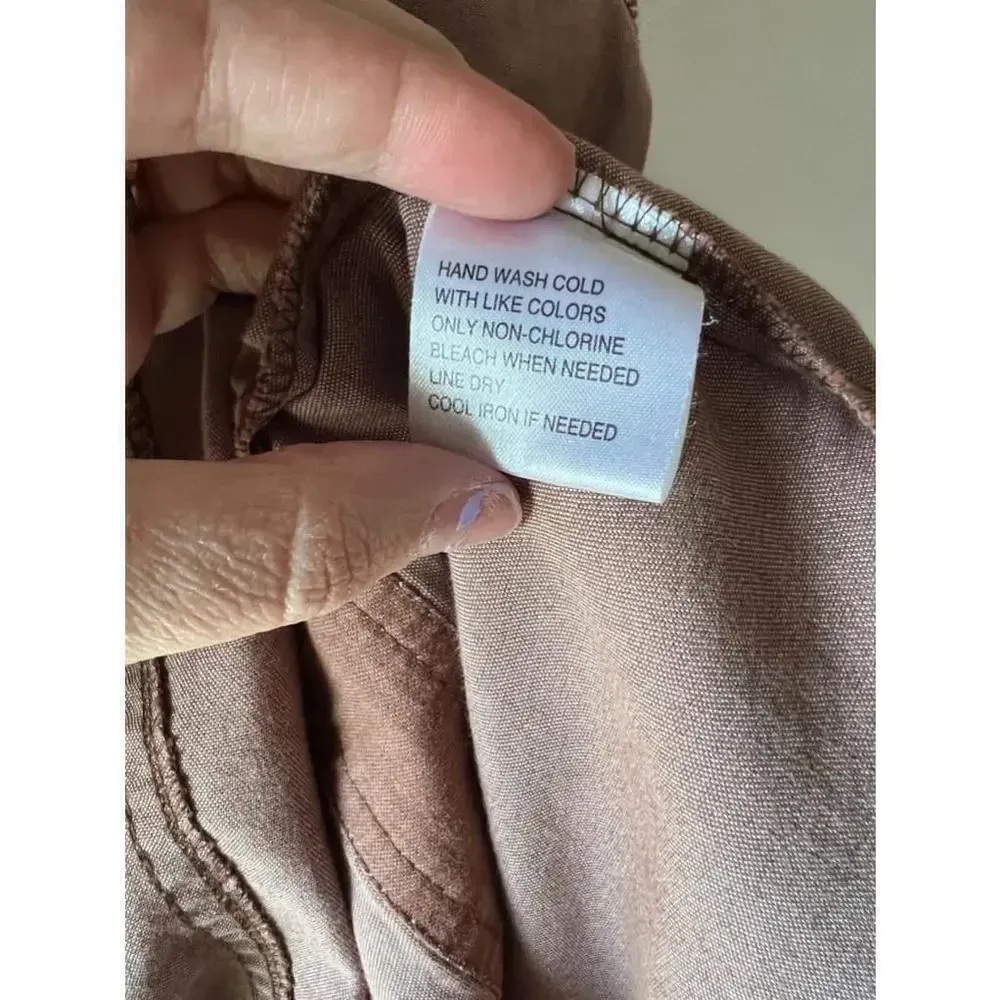 HAND WASH COLD
WITH LIKE COLORS
ONLY NON-CHLORINE
BLEACH WHEN NEEDED
LINE DRY
COOL IRON IF NEEDED